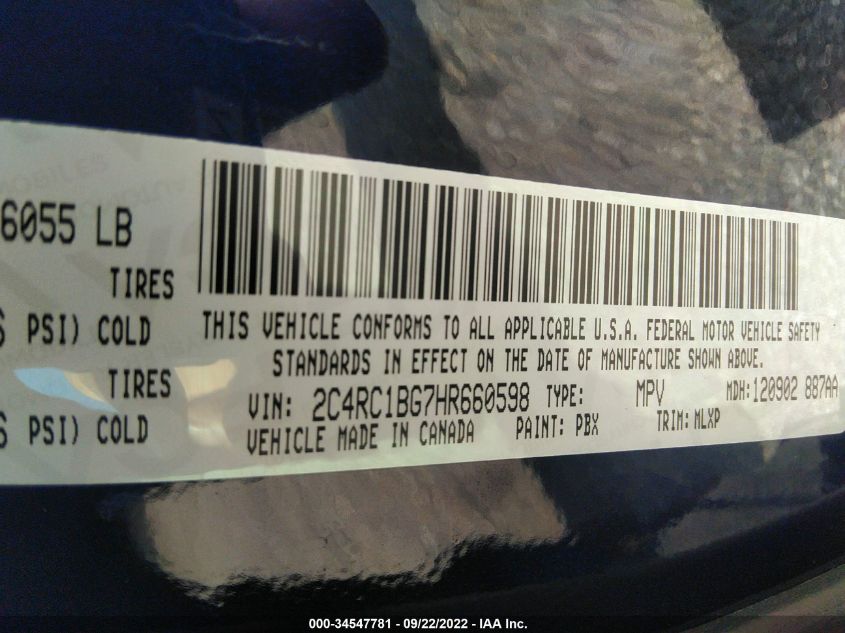 6055 LB
TIRES
PSI) COLD
TIRES
PSI) COLD
THIS VEHICLE CONFORMS TO ALL APPLICABLE U.S.A. FEDERAL MOTOR VEHICLE SAFETY
STANDARDS IN EFFECT ON THE DATE OF MANUFACTURE SHOWN ABOVE.
VIN: 2C4RC1BG7HR660598 TYPE: MPV MDH:120902 887AA
VEHICLE MADE IN CANADA PAINT: PBX TRIM: MLXP
000-34547781 - 09/22/2022 - IAA Inc.